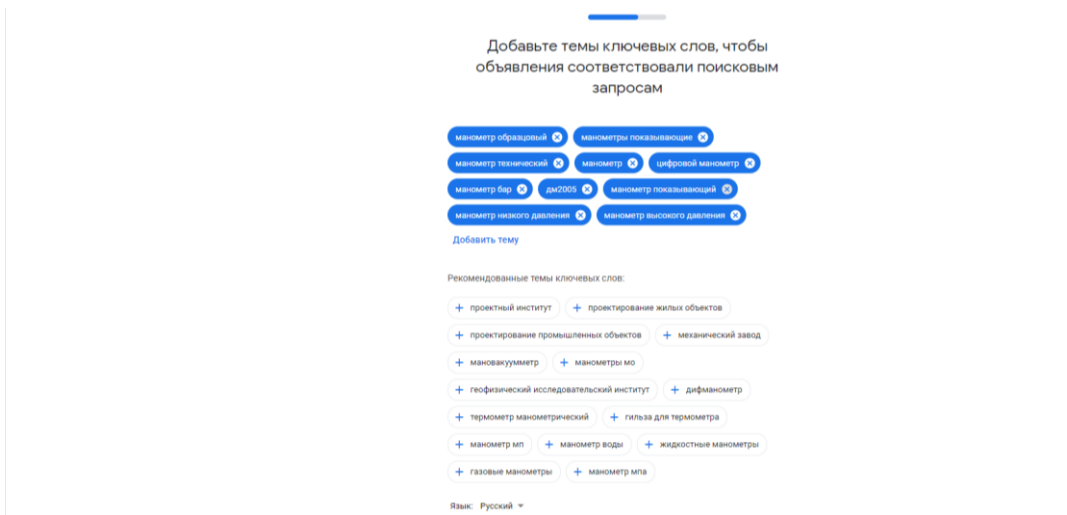 Добавьте темы ключевых слов, чтобы
объявления соответствовали поисковым
запросам
манометр образцовый манометры показывающие
манометр технический манометр цифровой манометр
манометр бар дм2005 манометр показывающий
манометр низкого давления манометр высокого давления
Добавить тему
Рекомендованные темы ключевых слов:
+ проектный институт + проектирование жилых объектов
+ проектирование промышленных объектов + механический завод
+ мановакуумметр + манометры мо
+ геофизический исследовательский институт + дифманометр
+ термометр манометрический + гильза для термометра
+ манометр мп + манометр воды + жидкостные манометры
+ газовые манометры + манометр мпа
Язык: Русский